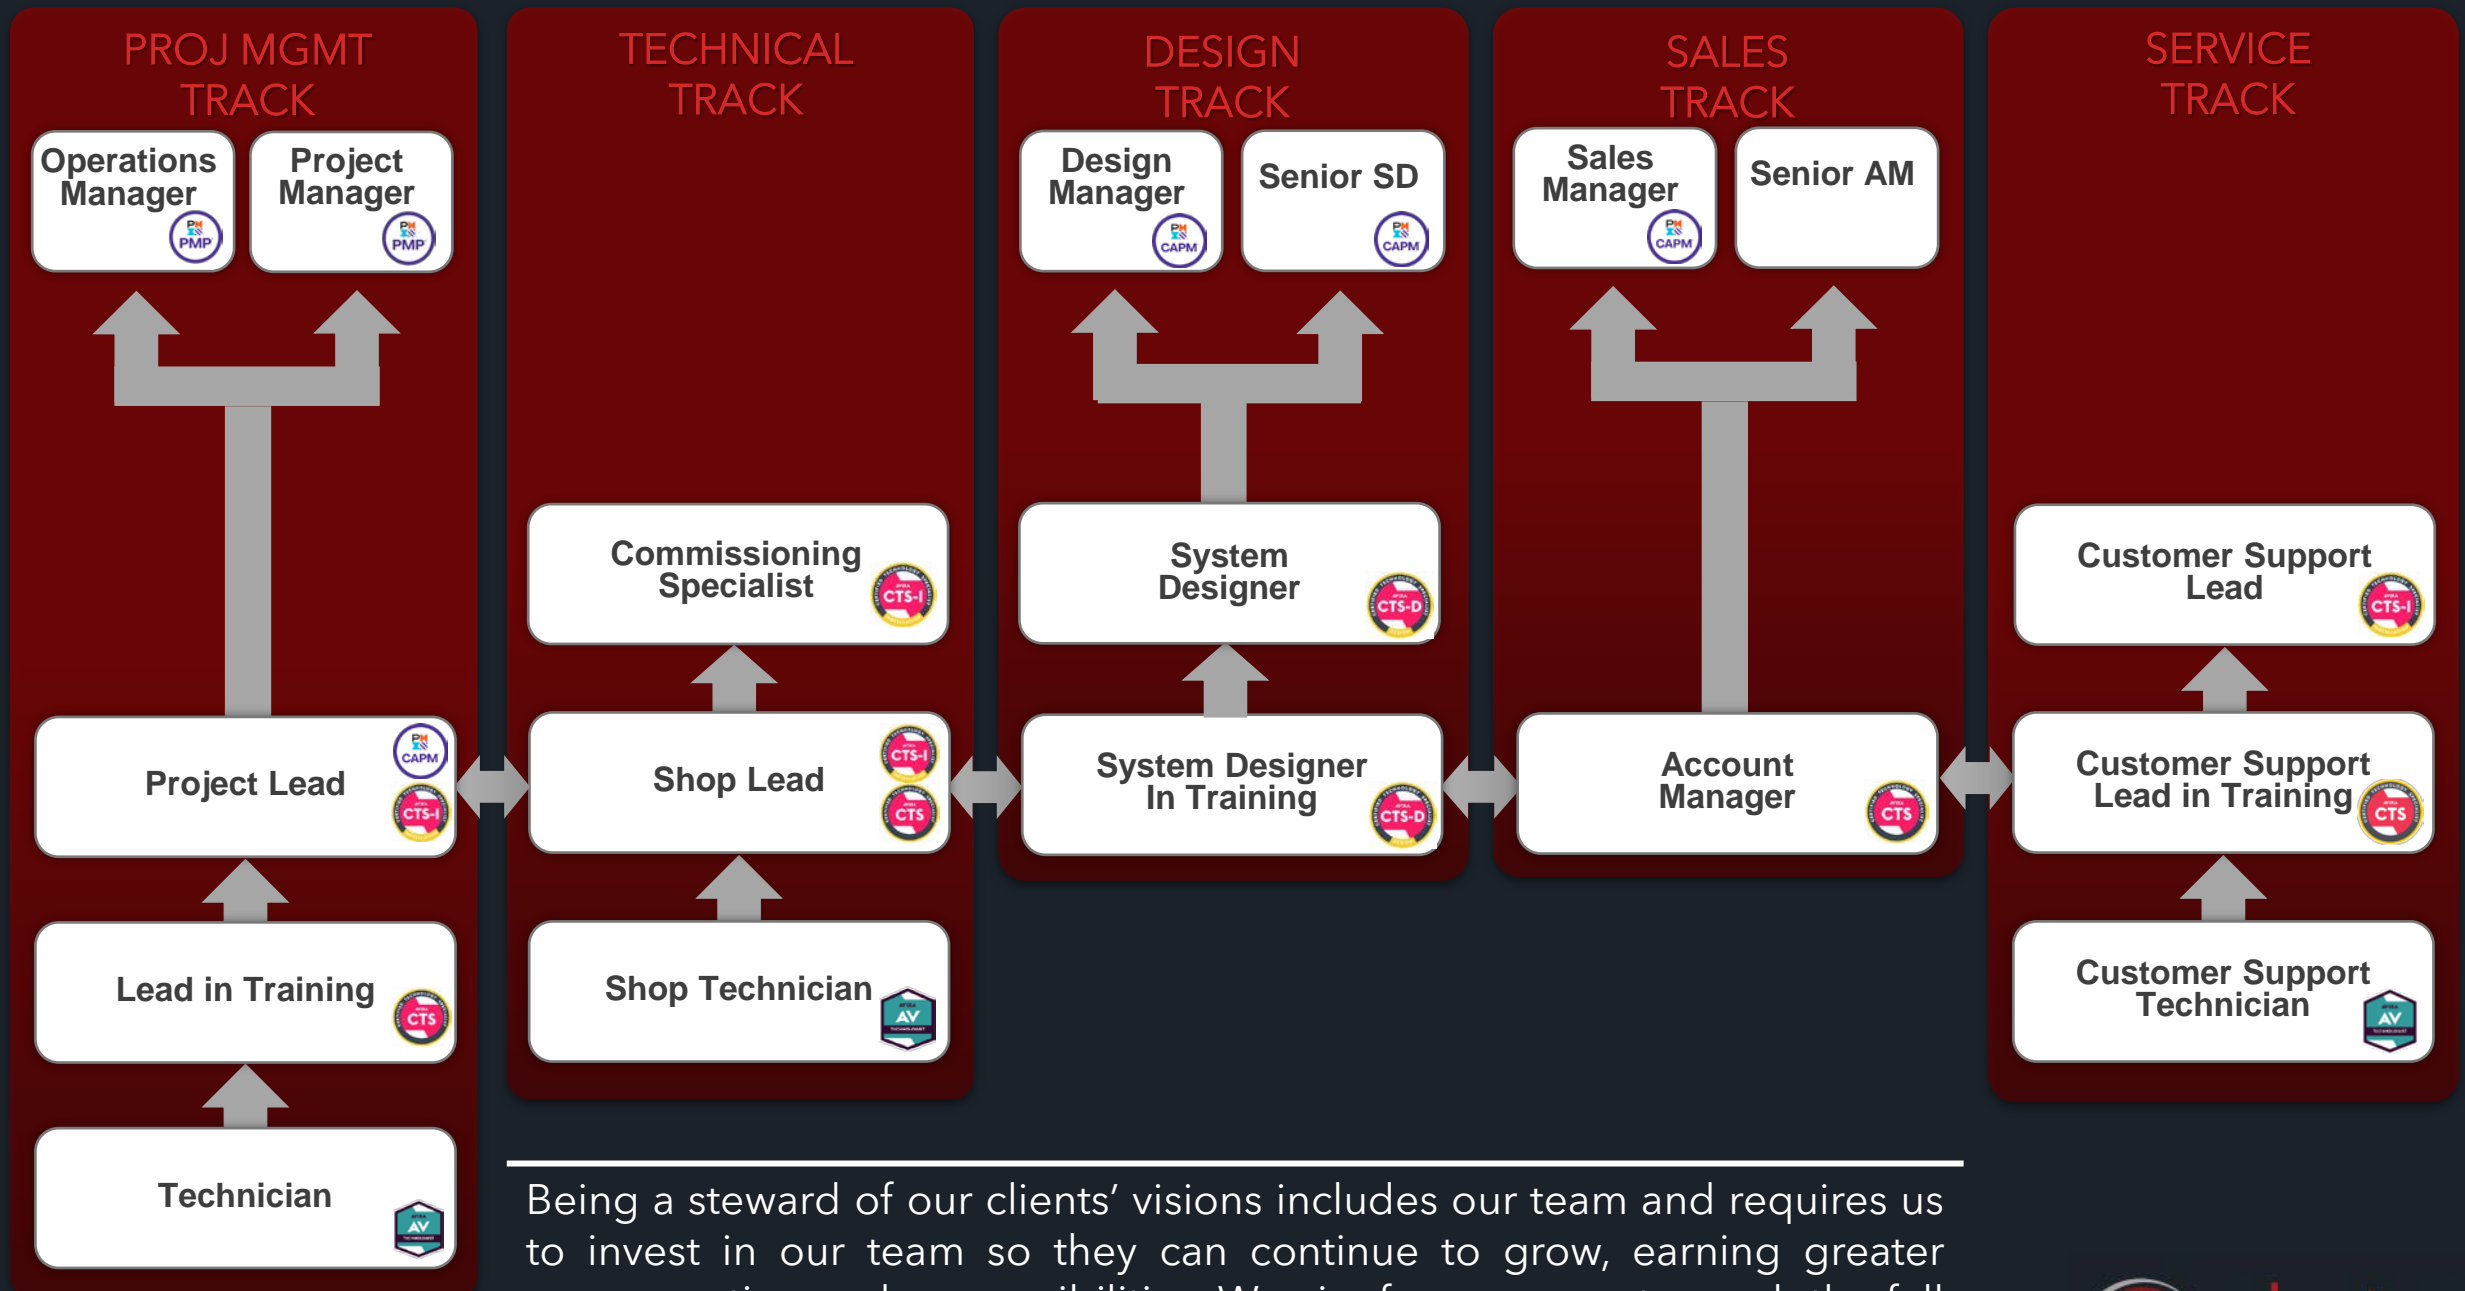 PROJ MGMT
TRACK
Operations
Manager
PMP
Project
Manager
PMP
Project Lead
CAPM
CTS-I
Lead in Training
CTS
Technician
AV
TECHNICAL
TRACK
Commissioning
Specialist
CTS-I
Shop Lead
CTS-I
CTS
Shop Technician
AV
DESIGN
TRACK
Design
Manager
CAPM
Senior SD
CAPM
System
Designer
CTS-D
System Designer
In Training
CTS-D
SALES
TRACK
Sales
Manager
CAPM
Senior AM
Account
Manager
CTS
SERVICE
TRACK
Customer Support
Lead
CTS-I
Customer Support
Lead in Training
CTS
Customer Support
Technician
AV
Being a steward of our clients’ visions includes our team and requires us
to invest in our team so they can continue to grow, earning greater